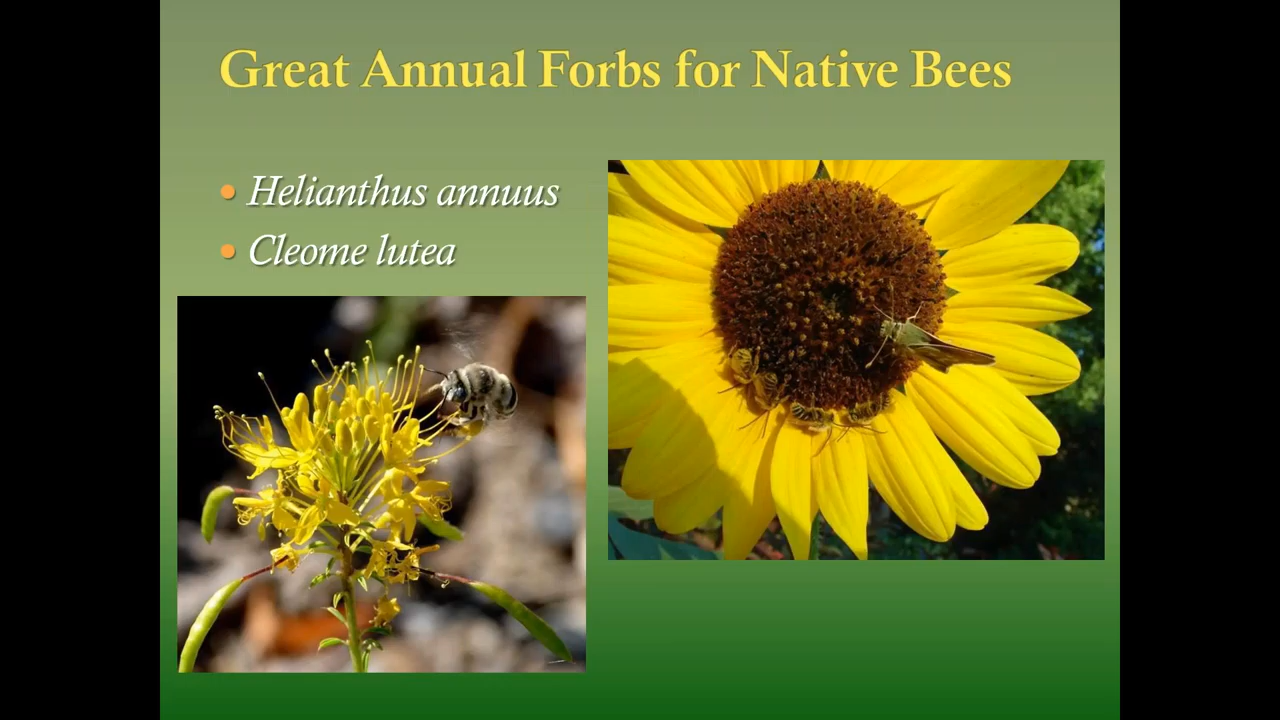 Great Annual Forbs for Native Bees
• Helianthus annuus
• Cleome lutea